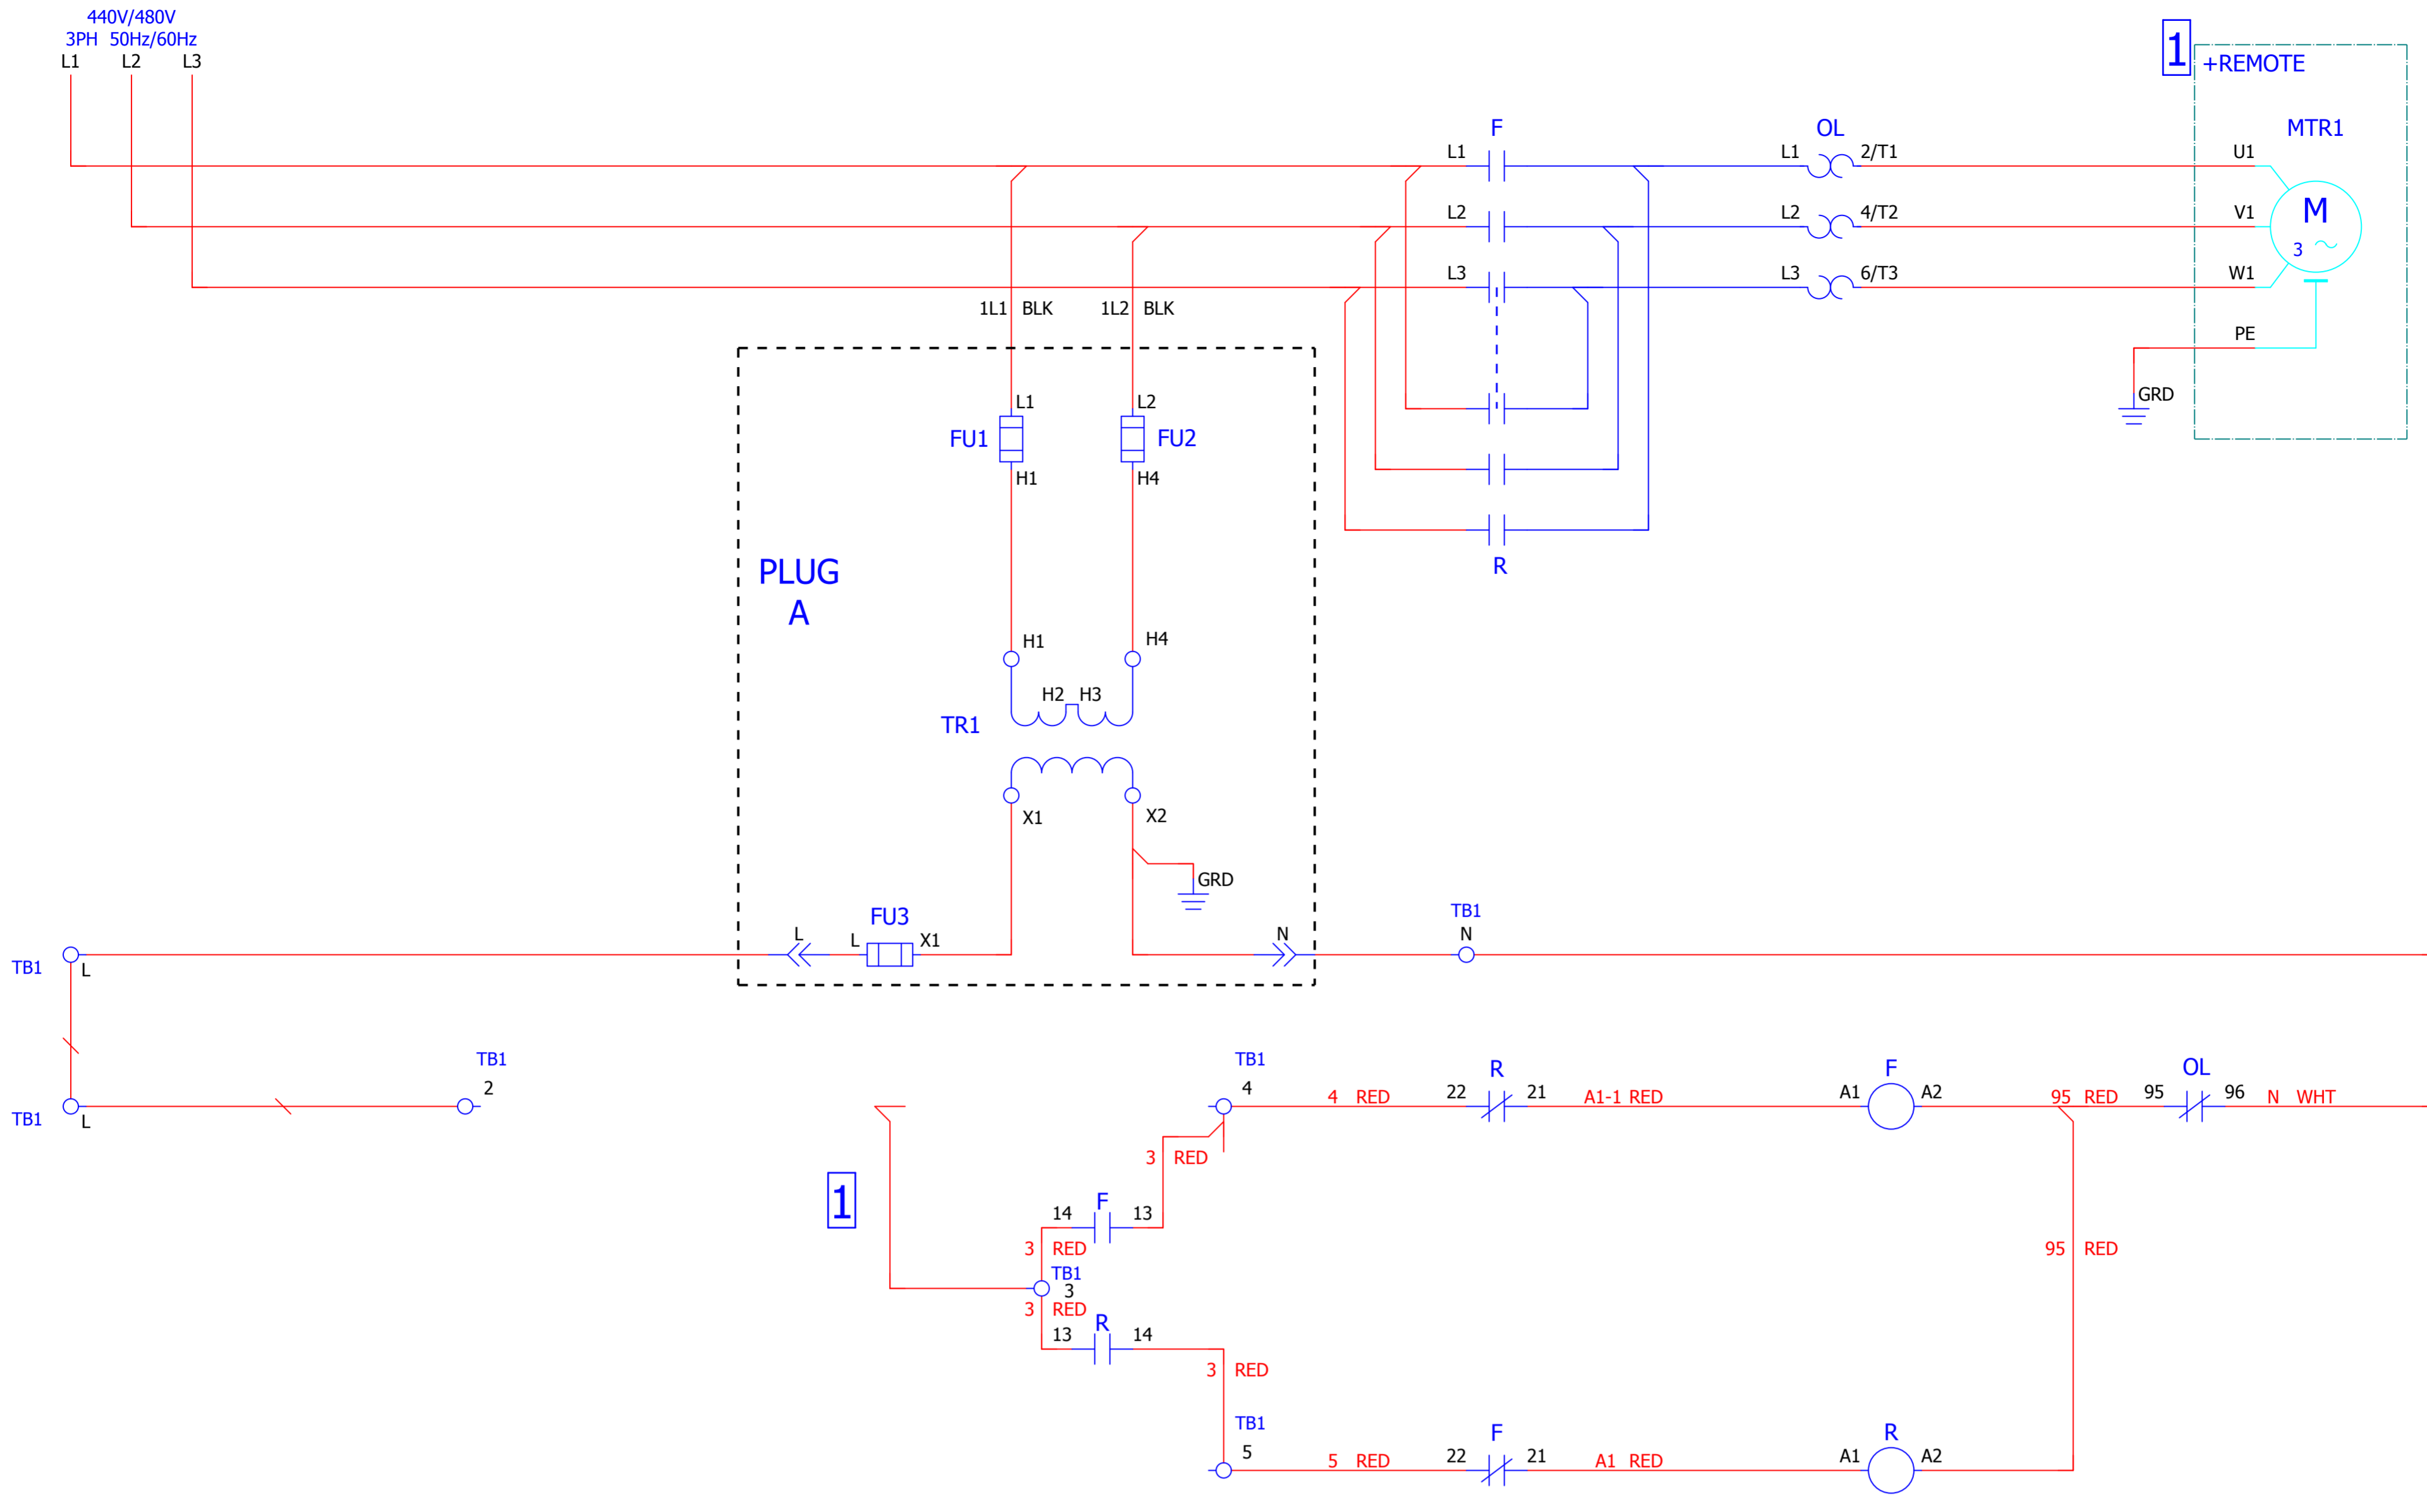 440V/480V
3PH 50Hz/60Hz
L1 L2 L3
1
+REMOTE
F OL MTR1
L1 L1 2/T1 U1
L2 L2 4/T2 V1
M
3
L3 L3 6/T3 W1
1L1 BLK 1L2 BLK
PE
GRD
L1 L2
FU1 FU2
H1 H4
R
PLUG
A
H1 H4
H2 H3
TR1
X1 X2
GRD
FU3
L L X1 N
TB1
N
TB1 L
TB1
2
TB1
4
R F OL
4 RED 22 21 A1-1 RED A1 A2 95 RED 95 96 N WHT
TB1 L
3 RED
1
F
14 13
3 RED
95 RED
TB1
3
3 RED
R
13 14
3 RED
TB1
5
F R
5 RED 22 21 A1 RED A1 A2